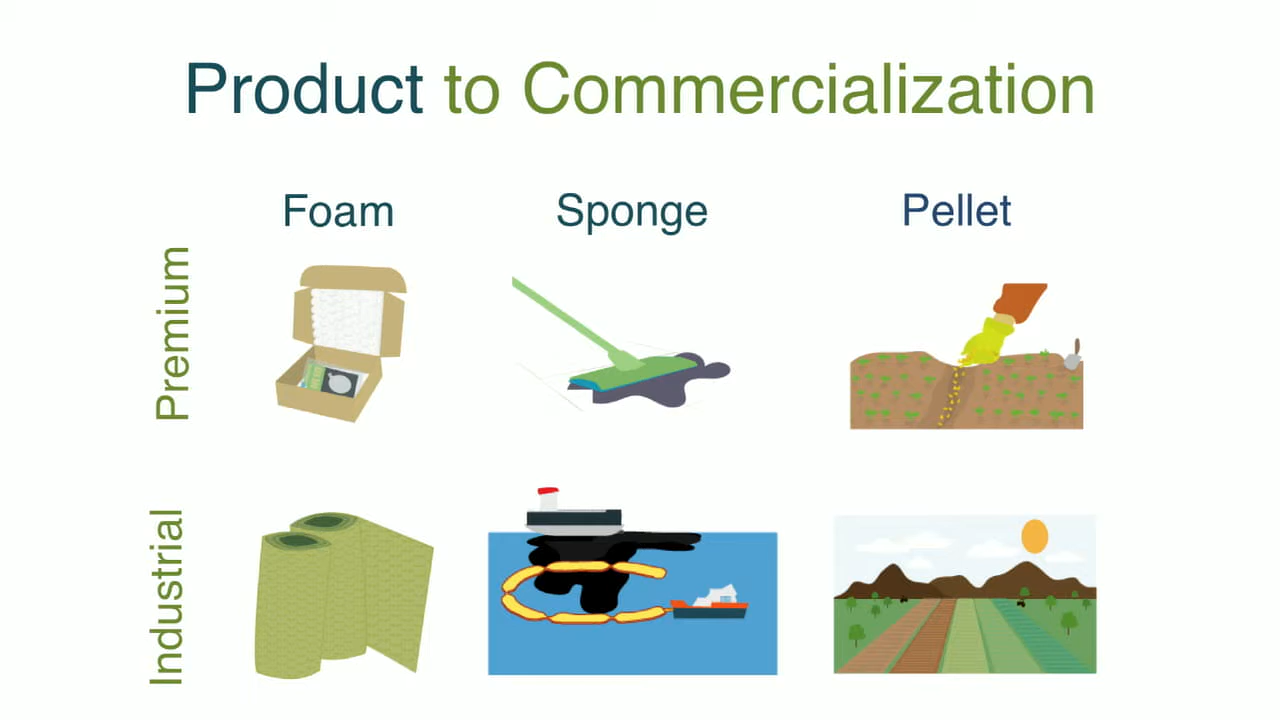 Product to Commercialization
Foam
Sponge
Pellet
Premium
Industrial